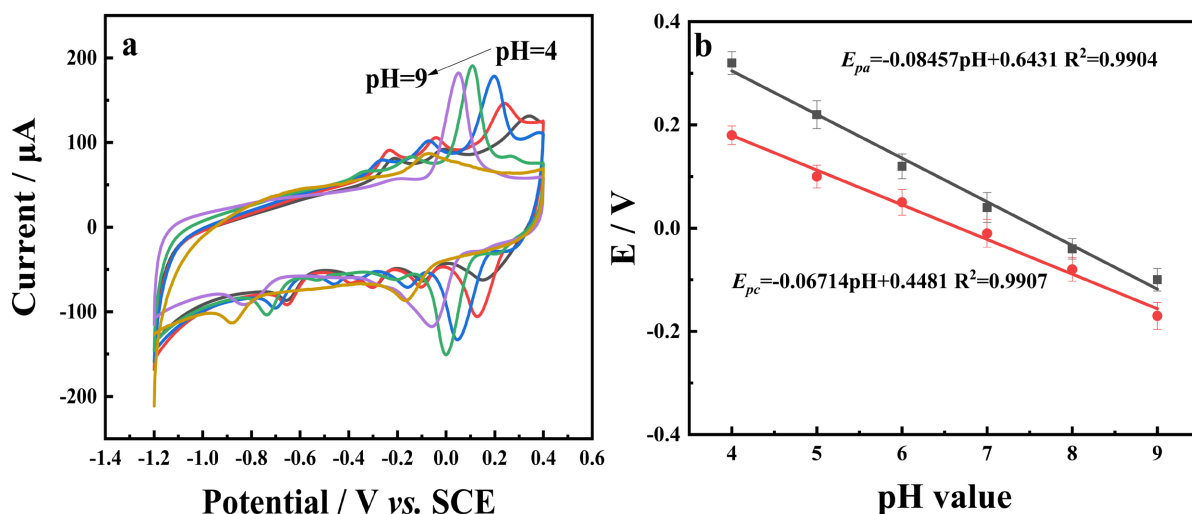 a
pH=4
pH=9
200
100
0
-100
-200
Current / μA
-1.4 -1.2 -1.0 -0.8 -0.6 -0.4 -0.2 0.0 0.2 0.4 0.6
Potential / V vs. SCE
b
Epa=-0.08457pH+0.6431 R²=0.9904
Epc=-0.06714pH+0.4481 R²=0.9907
0.4
0.2
0.0
-0.2
-0.4
E / V
4 5 6 7 8 9
pH value